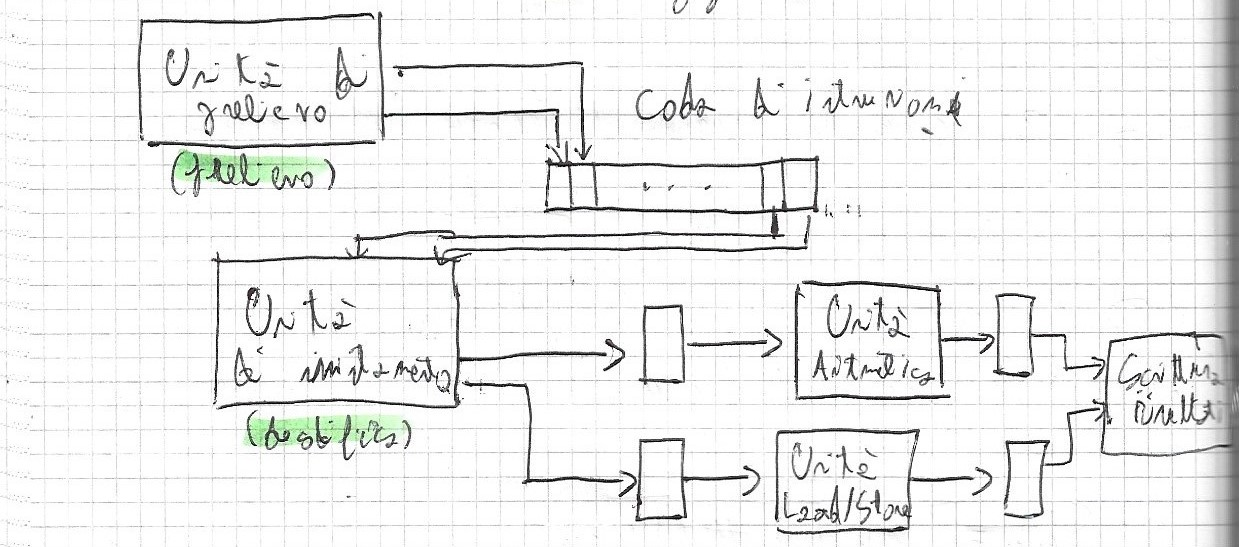 Unità di
prelievo
(prelievo)
Coda di istruzioni
...
Unità
di smistamento
(decodifica)
Unità
Aritmetica
Unità
Load/Store
Scrittura
Risultati